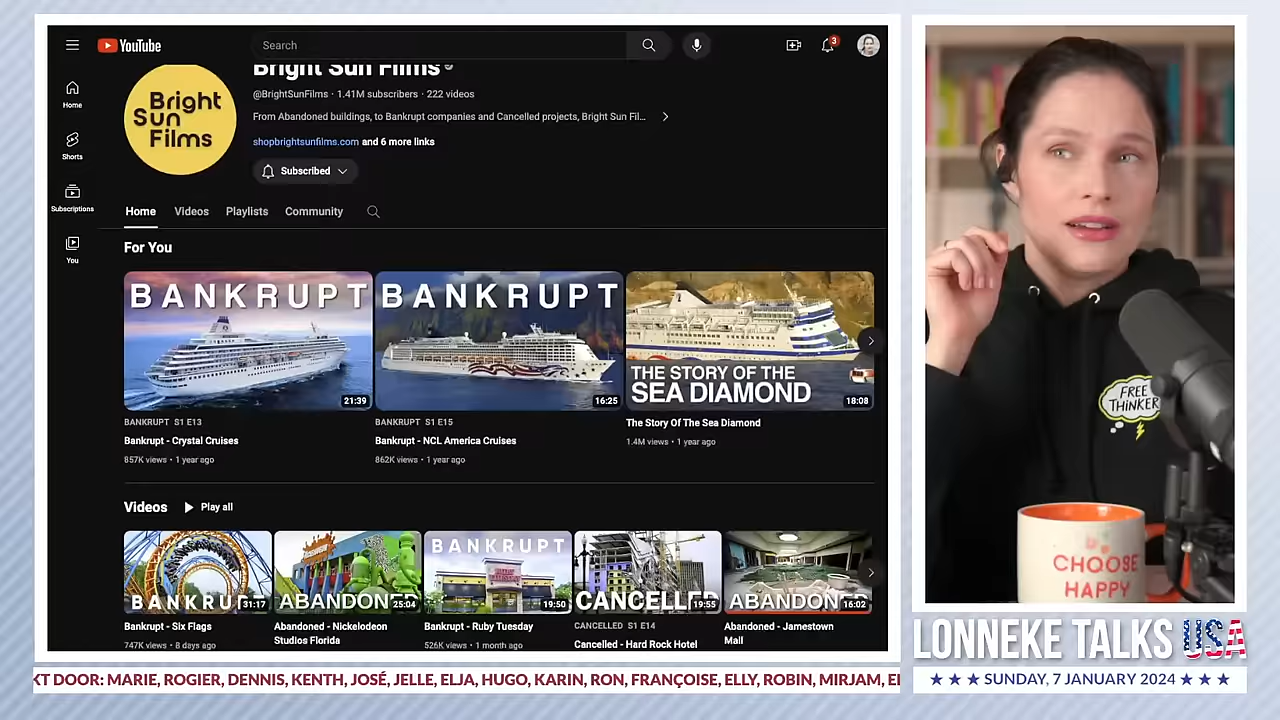 YouTube
Search
3
Home
Shorts
Subscriptions
You
Bright
Sun
Films
Bright Sun Films
@BrightSunFilms · 1.41M subscribers · 222 videos
From Abandoned buildings, to Bankrupt companies and Cancelled projects, Bright Sun Fil...
shopbrightsunfilms.com and 6 more links
Subscribed
Home Videos Playlists Community
For You
BANKRUPT
21:39
BANKRUPT
16:25
THE STORY OF THE
SEA DIAMOND
18:08
BANKRUPT S1 E13
Bankrupt - Crystal Cruises
857K views · 1 year ago
BANKRUPT S1 E15
Bankrupt - NCL America Cruises
862K views · 1 year ago
The Story Of The Sea Diamond
1.4M views · 1 year ago
Videos Play all
BANKRUPT
31:17
ABANDONED
25:04
BANKRUPT
19:50
CANCELLED
19:55
ABANDONED
16:02
Bankrupt - Six Flags
747K views · 8 days ago
Abandoned - Nickelodeon
Studios Florida
Bankrupt - Ruby Tuesday
526K views · 1 month ago
CANCELLED S1 E14
Cancelled - Hard Rock Hotel
Abandoned - Jamestown
Mall
FREE
THINKER
CHOOSE
HAPPY
LONNEKE TALKS USA
KT DOOR: MARIE, ROGIER, DENNIS, KENTH, JOSÉ, JELLE, ELJA, HUGO, KARIN, RON, FRANÇOISE, ELLY, ROBIN, MIRJAM, EL
★ ★ ★ SUNDAY, 7 JANUARY 2024 ★ ★ ★